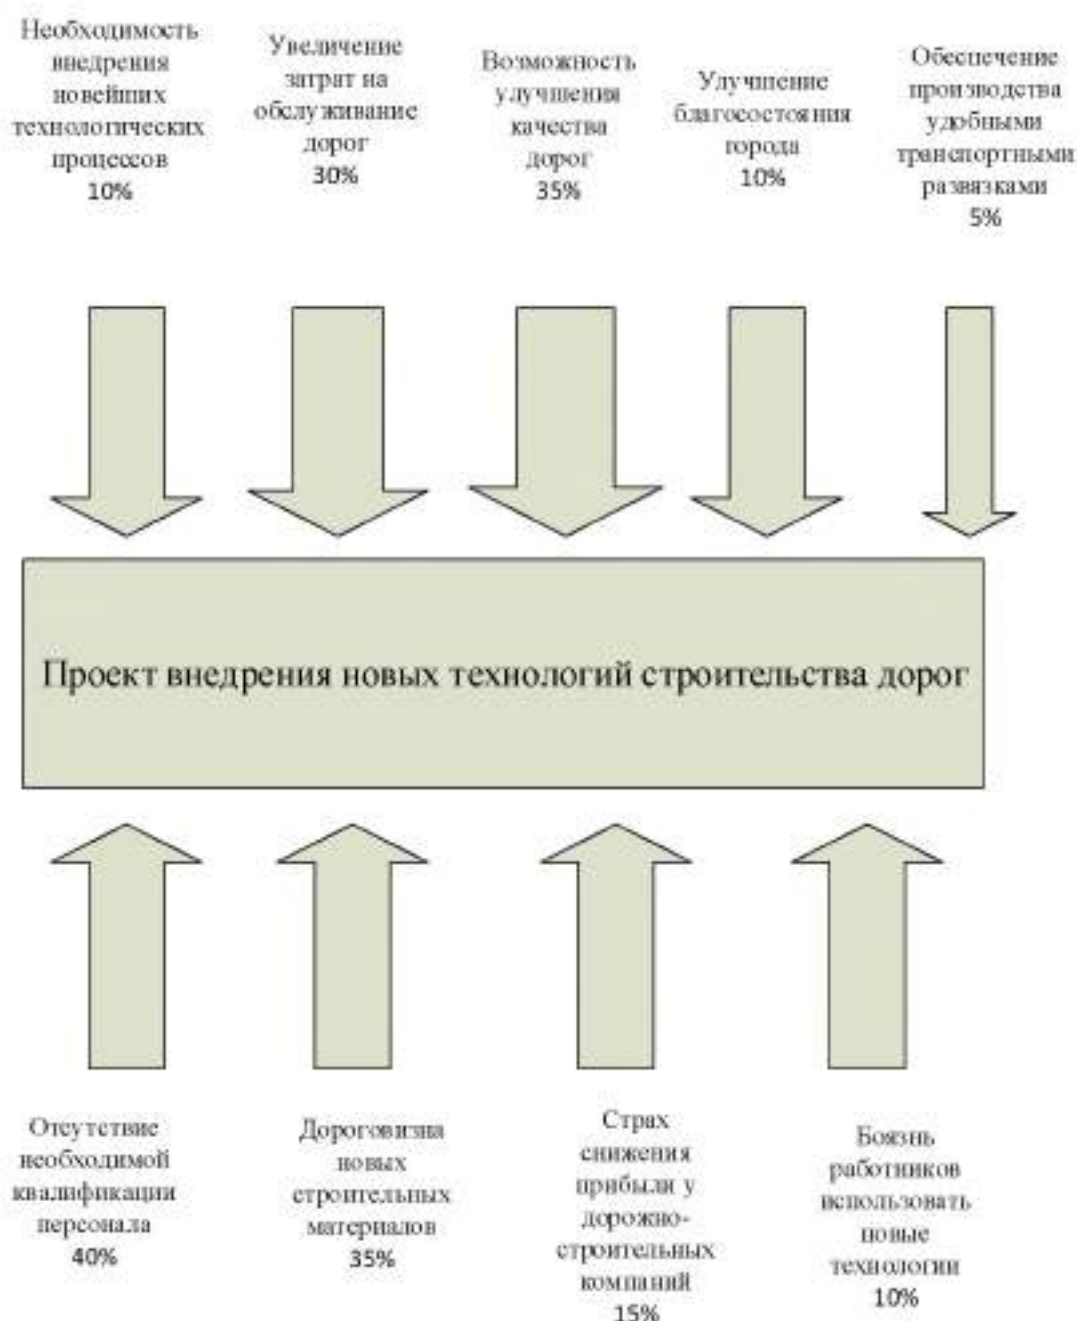 Необходимость
внедрения
новейших
технологических
процессов
10%
Увеличение
затрат на
обслуживание
дорог
30%
Возможность
улучшения
качества
дорог
35%
Улучшение
благосостояния
города
10%
Обеспечение
производства
удобными
транспортными
развязками
5%
Проект внедрения новых технологий строительства дорог
Отсутствие
необходимой
квалификации
персонала
40%
Дороговизна
новых
строительных
материалов
35%
Страх
снижения
прибыли у
дорожно-
строительных
компаний
15%
Боязнь
работников
использовать
новые
технологии
10%